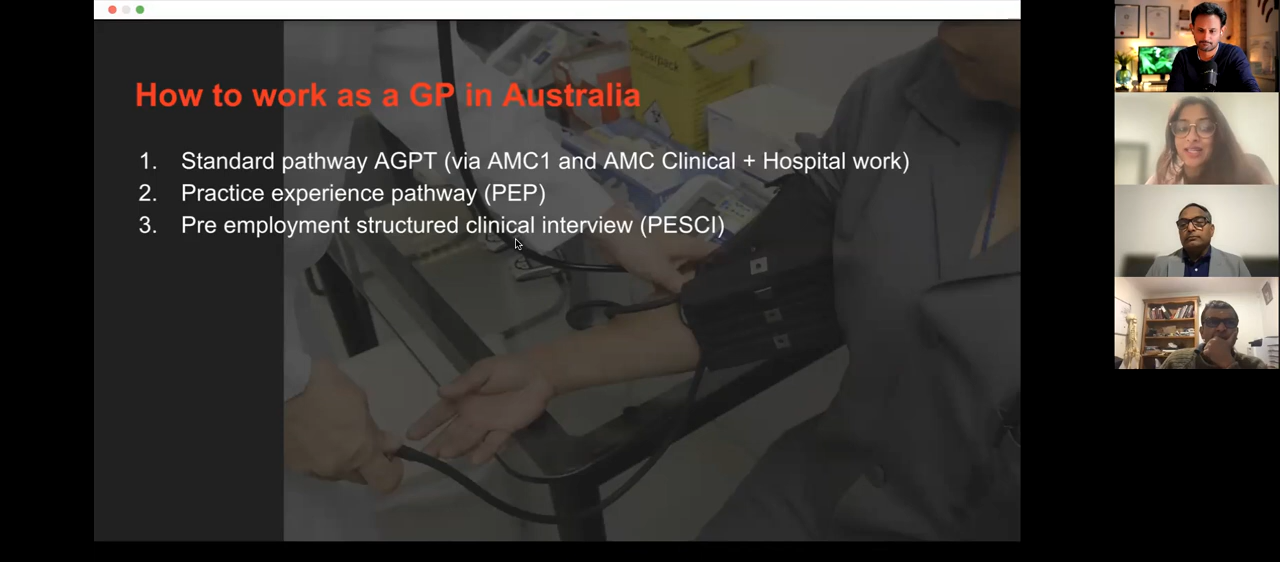 How to work as a GP in Australia
1. Standard pathway AGPT (via AMC1 and AMC Clinical + Hospital work)
2. Practice experience pathway (PEP)
3. Pre employment structured clinical interview (PESCI)